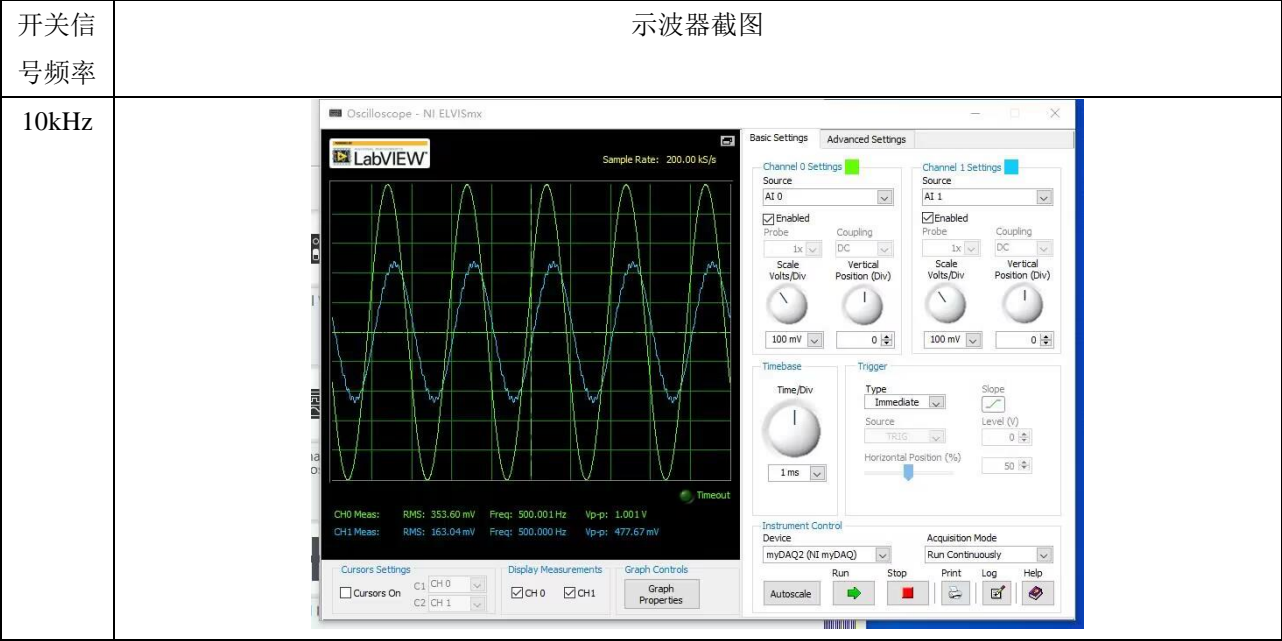 开关信
号频率
示波器截图
10kHz
Oscilloscope - NI ELVISmx
LabVIEW
Sample Rate: 200.00 kS/s
Basic Settings
Advanced Settings
Channel 0 Settings
Channel 1 Settings
Source
Source
AI 0
AI 1
Enabled
Enabled
Probe
Coupling
Probe
Coupling
1x
DC
1x
DC
Scale
Volts/Div
Vertical
Position (Div)
Scale
Volts/Div
Vertical
Position (Div)
100 mV
0
100 mV
0
Timebase
Trigger
Time/Div
Type
Immediate
Slope
Source
Level (V)
TRIG
0
Horizontal Position (%)
50
1 ms
Timeout
CH0 Meas: RMS: 353.60 mV Freq: 500.001 Hz Vp-p: 1.001 V
CH1 Meas: RMS: 163.04 mV Freq: 500.000 Hz Vp-p: 477.67 mV
Instrument Control
Device
Acquisition Mode
myDAQ2 (NI myDAQ)
Run Continuously
Cursors Settings
Display Measurements
Graph Controls
Cursors On
C1 CH 0
C2 CH 1
CH 0
CH1
Graph
Properties
Run
Stop
Print
Log
Help
Autoscale